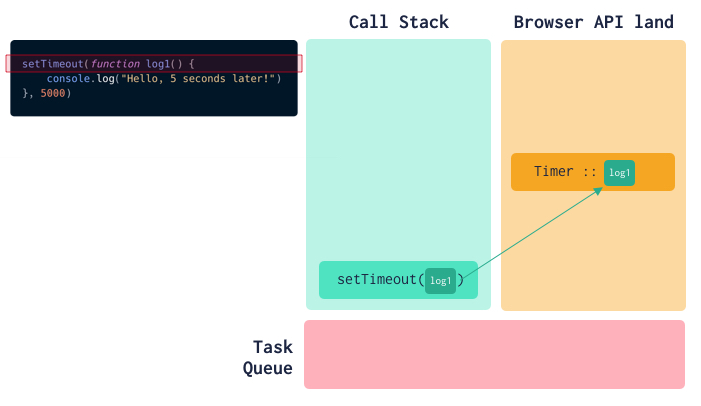 Call Stack
Browser API land
setTimeout(function log1() {
    console.log("Hello, 5 seconds later!")
}, 5000)
Timer :: log1
setTimeout(log1)
Task
Queue